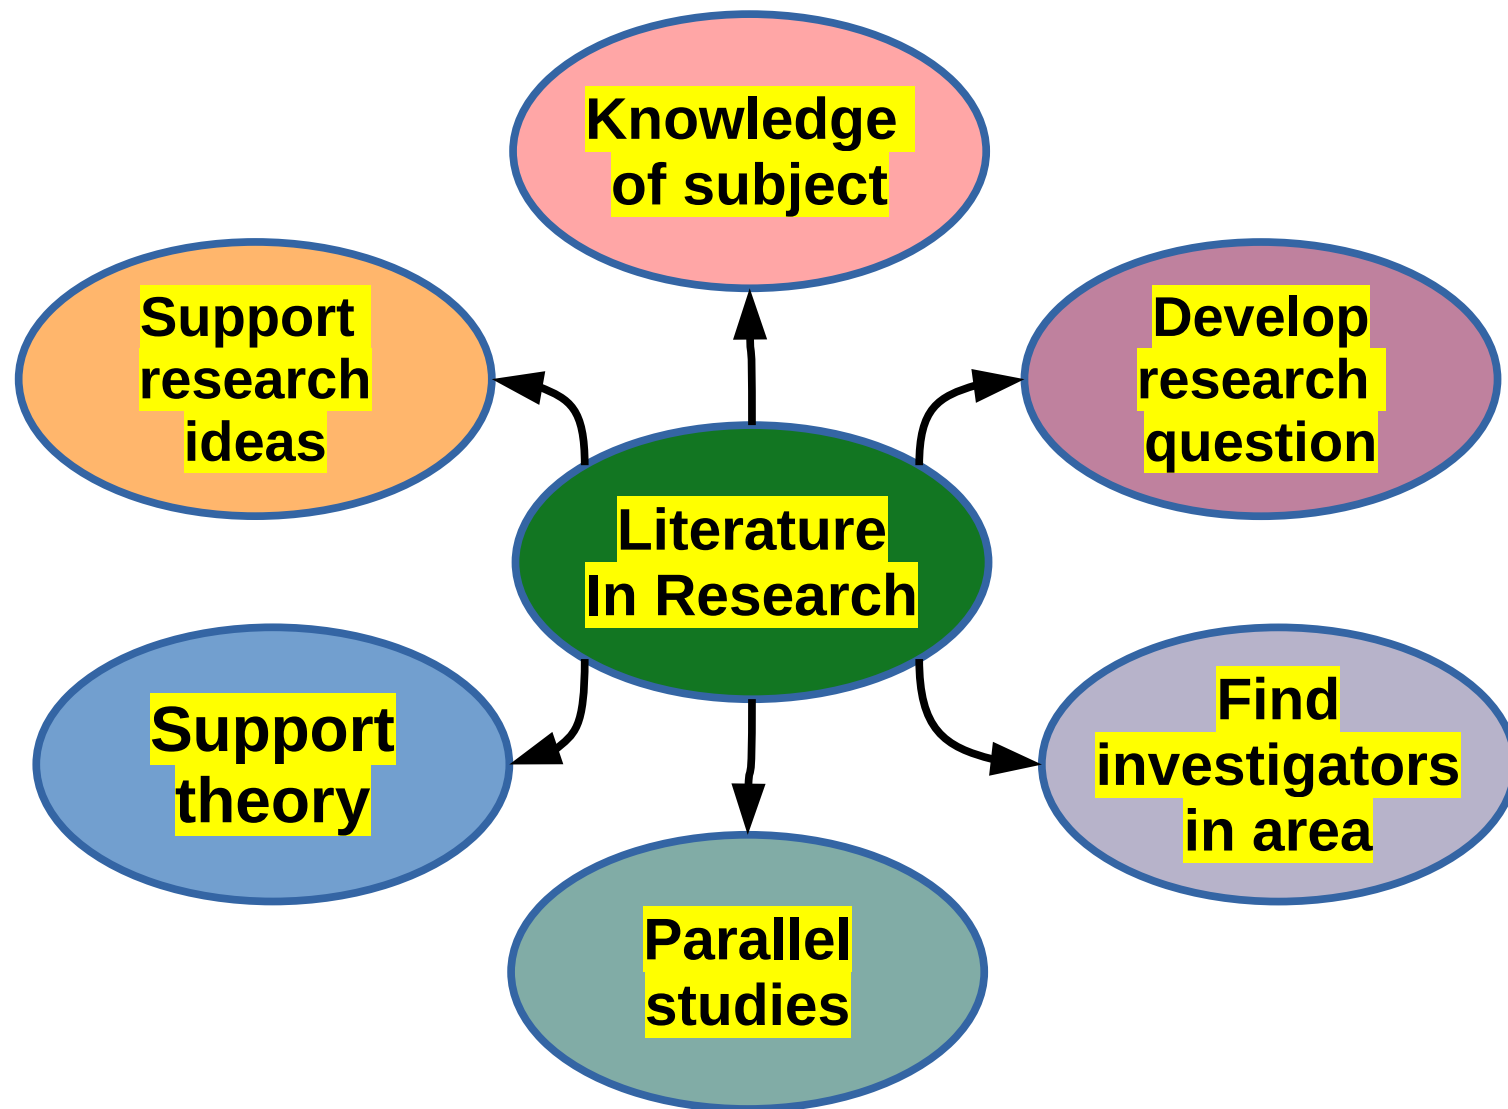 Knowledge
of subject
Support
research
ideas
Develop
research
question
Literature
In Research
Support
theory
Find
investigators
in area
Parallel
studies